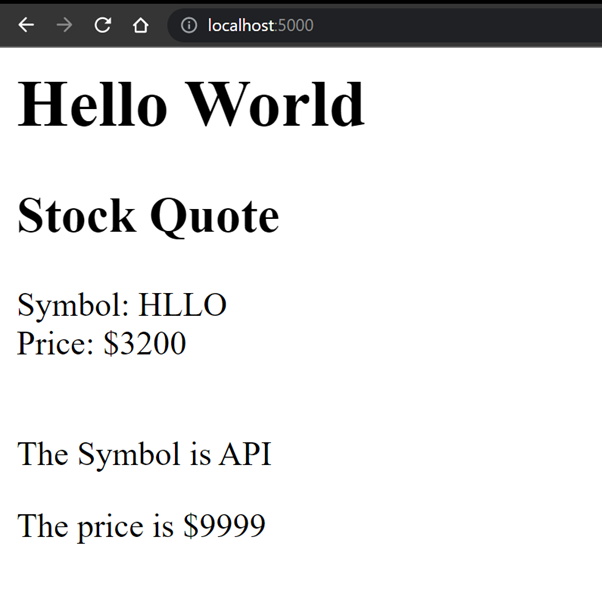 localhost:5000
Hello World
Stock Quote
Symbol: HLLO
Price: $3200
The Symbol is API
The price is $9999